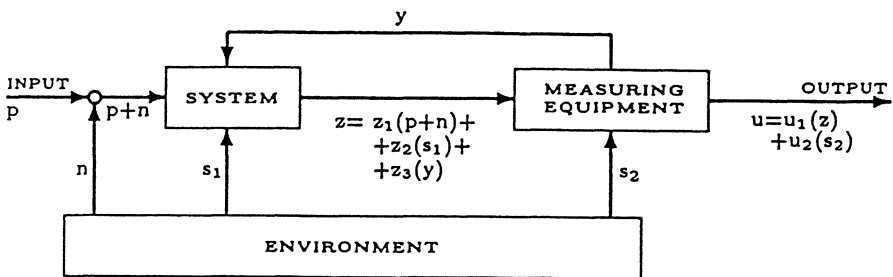 y
INPUT
p
p+n
SYSTEM
MEASURING
EQUIPMENT
OUTPUT
z= z₁(p+n)+
+z₂(s₁)+
+z₃(y)
u=u₁(z)
+u₂(s₂)
n
s₁
s₂
ENVIRONMENT